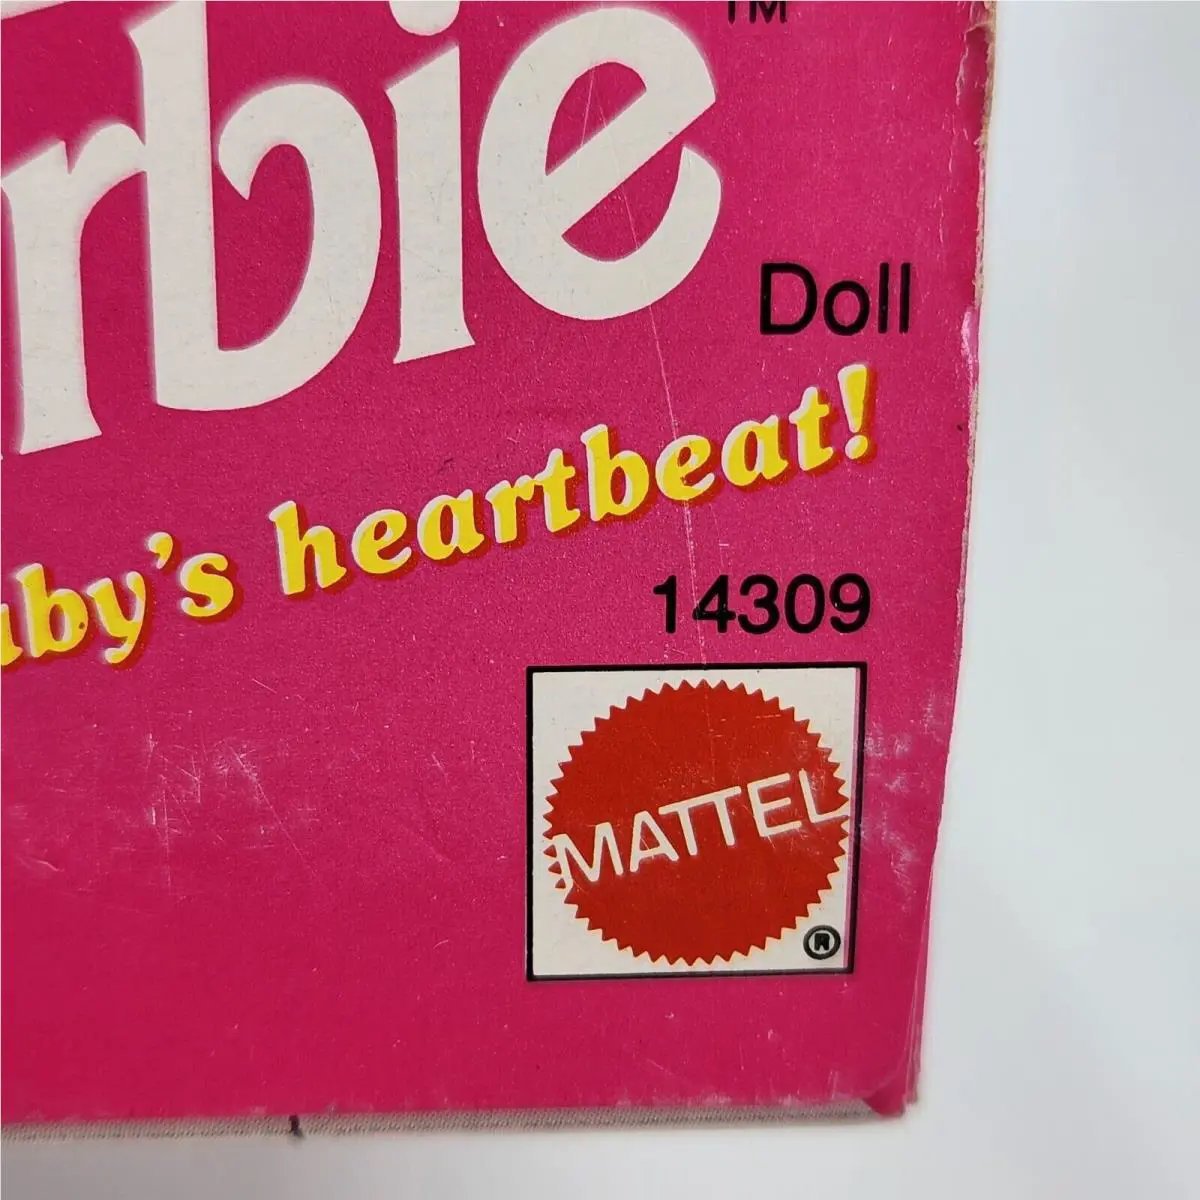 rbie TM
Doll
aby's heartbeat!
14309
MATTEL
®